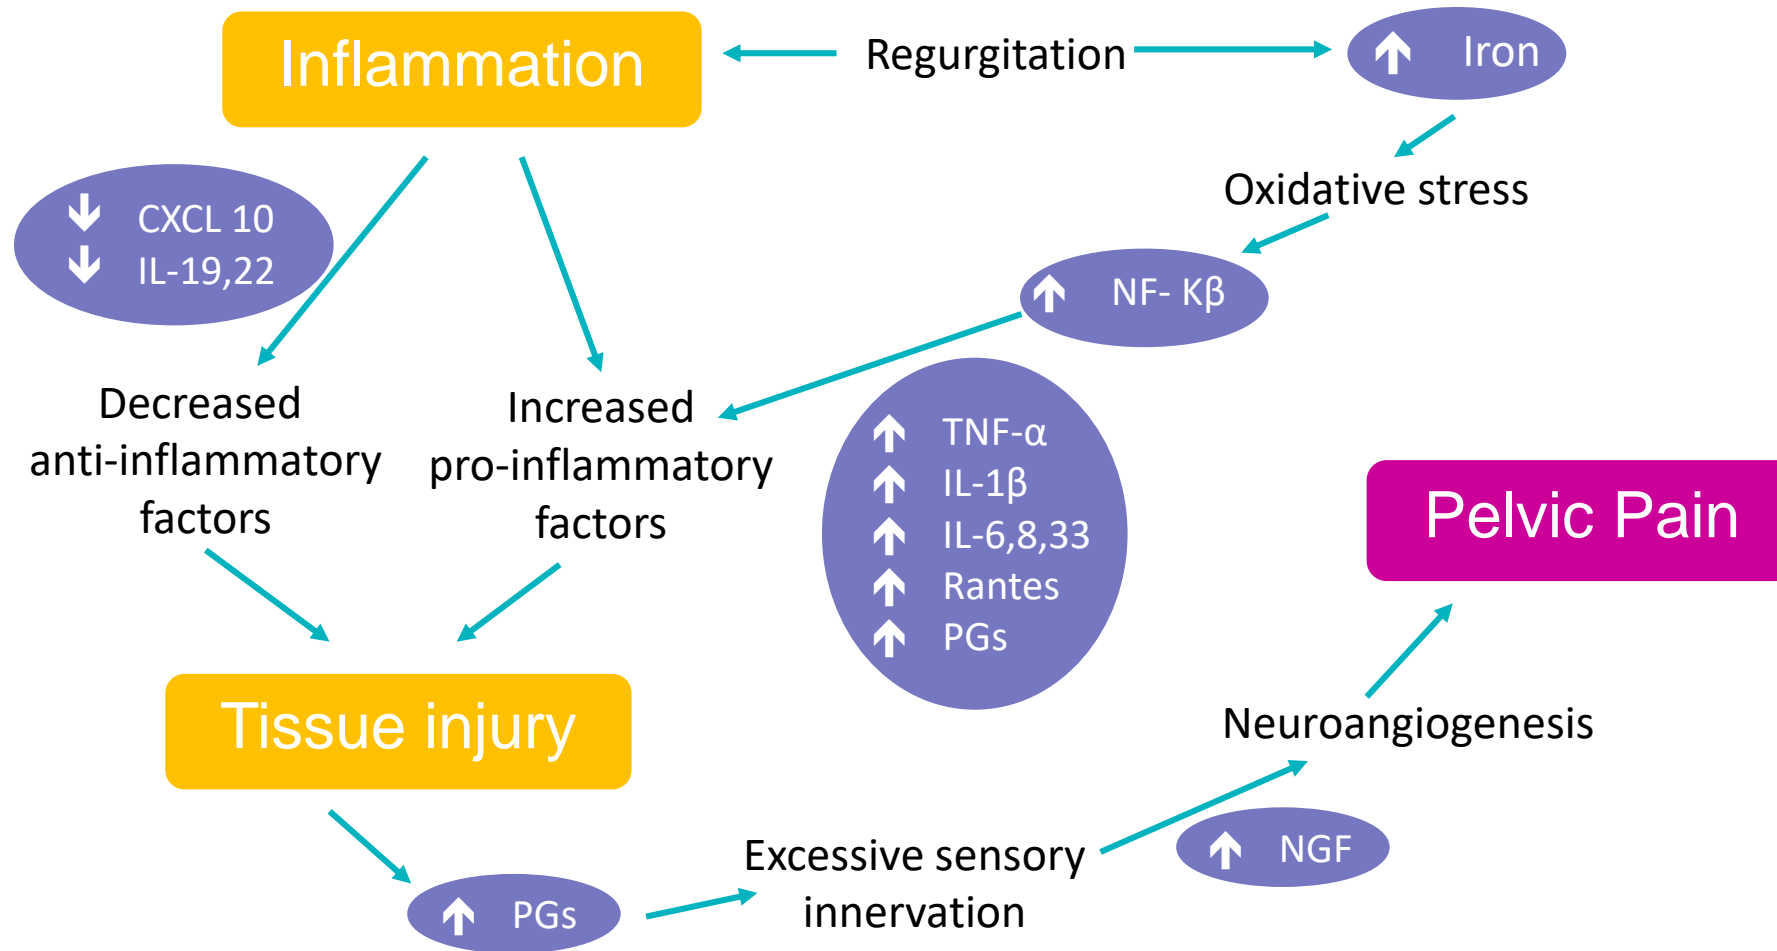 Inflammation
Regurgitation
Iron
Oxidative stress
CXCL 10
IL-19,22
NF- Kβ
Decreased
anti-inflammatory
factors
Increased
pro-inflammatory
factors
TNF-α
IL-1β
IL-6,8,33
Rantes
PGs
Pelvic Pain
Tissue injury
Neuroangiogenesis
NGF
Excessive sensory
innervation
PGs